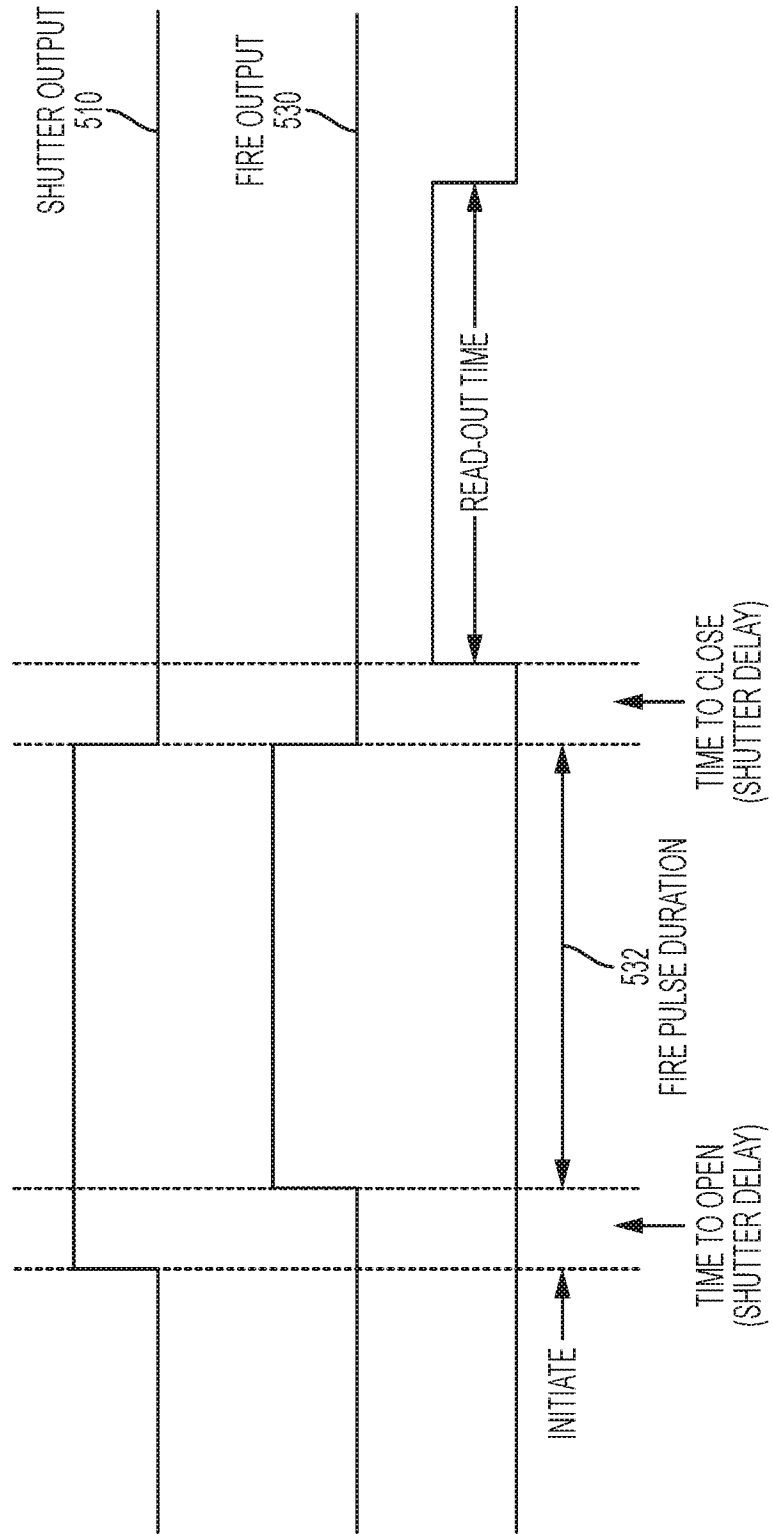 SHUTTER OUTPUT
510
FIRE OUTPUT
530
READ-OUT TIME
INITIATE
532
FIRE PULSE DURATION
TIME TO OPEN
(SHUTTER DELAY)
TIME TO CLOSE
(SHUTTER DELAY)